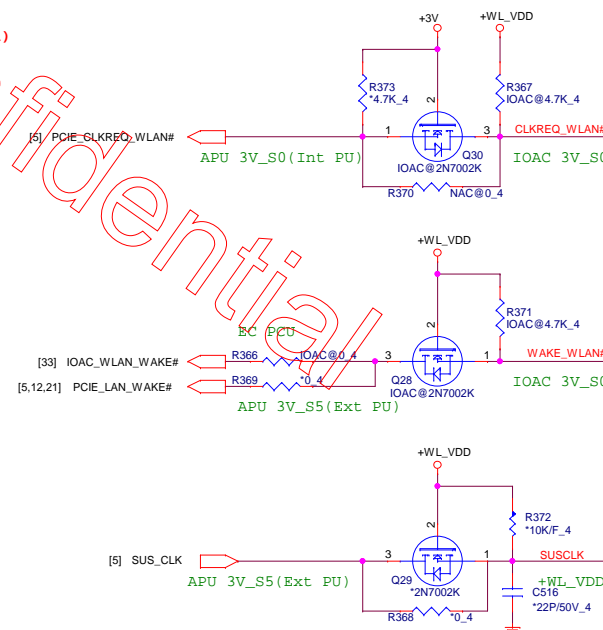 .)
+3V
+WL_VDD
R373
*4.7K_4
R367
IOAC@4.7K_4
2
[5] PCIE_CLKREQ_WLAN#
1
3
CLKREQ_WLAN#
APU 3V_S0(Int PU)
Q30
IOAC@2N7002K
IOAC 3V_S0
R370
NAC@0_4
fidential
+WL_VDD
R371
IOAC@4.7K_4
2
EC PCU
[33] IOAC_WLAN_WAKE#
R366
IOAC@0_4
3
1
WAKE_WLAN#
[5,12,21] PCIE_LAN_WAKE#
R369
*0_4
Q28
IOAC@2N7002K
IOAC 3V_S0
APU 3V_S5(Ext PU)
+WL_VDD
R372
*10K/F_4
2
[5] SUS_CLK
3
1
SUSCLK
APU 3V_S5(Ext PU)
Q29
*2N7002K
+WL_VDD
C516
*22P/50V_4
R368
*0_4